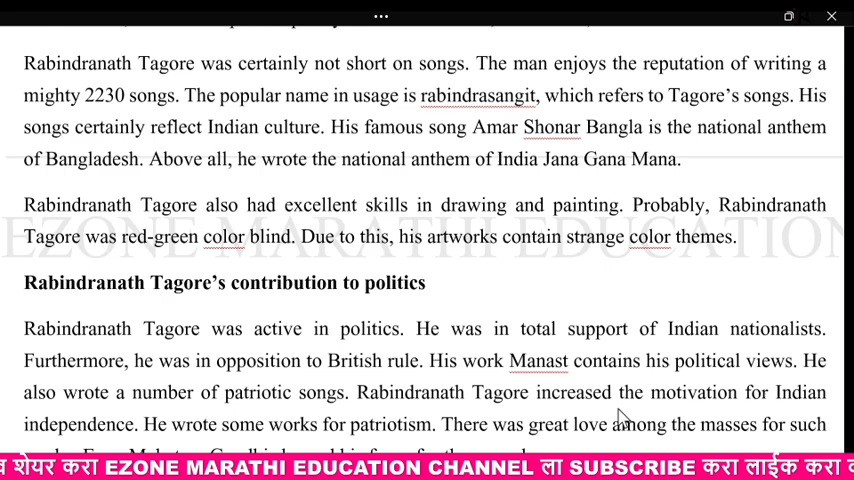 Rabindranath Tagore was certainly not short on songs. The man enjoys the reputation of writing a
mighty 2230 songs. The popular name in usage is rabindrasangit, which refers to Tagore's songs. His
songs certainly reflect Indian culture. His famous song Amar Shonar Bangla is the national anthem
of Bangladesh. Above all, he wrote the national anthem of India Jana Gana Mana.
Rabindranath Tagore also had excellent skills in drawing and painting. Probably, Rabindranath
EZONE MARATHI EDUCATION
Tagore was red-green color blind. Due to this, his artworks contain strange color themes.
Rabindranath Tagore's contribution to politics
Rabindranath Tagore was active in politics. He was in total support of Indian nationalists.
Furthermore, he was in opposition to British rule. His work Manast contains his political views. He
also wrote a number of patriotic songs. Rabindranath Tagore increased the motivation for Indian
independence. He wrote some works for patriotism. There was great love among the masses for such
शेयर करा EZONE MARATHI EDUCATION CHANNEL ला SUBSCRIBE करा लाईक करा